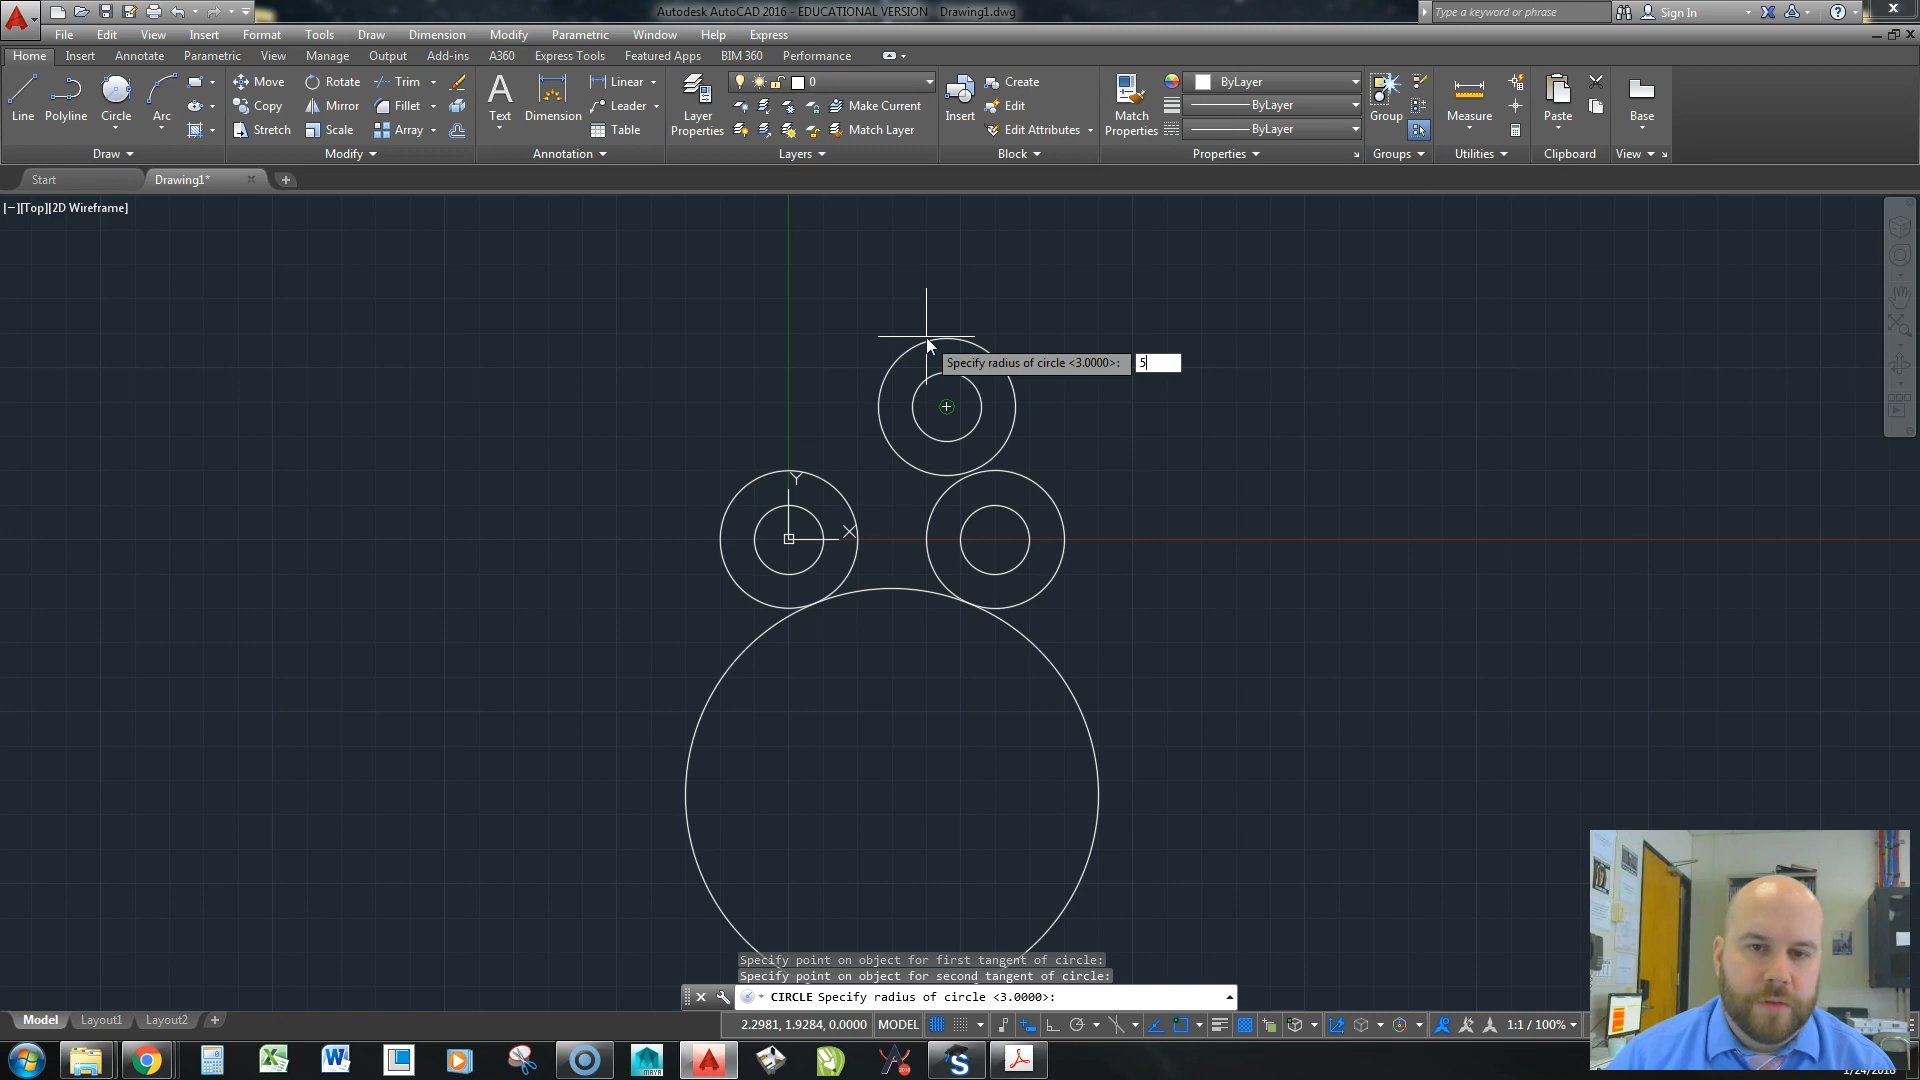 Autodesk AutoCAD 2016 - EDUCATIONAL VERSION Drawing1.dwg
Type a keyword or phrase
Sign In
File Edit View Insert Format Tools Draw Dimension Modify Parametric Window Help Express
Home Insert Annotate Parametric View Manage Output Add-ins A360 Express Tools Featured Apps BIM 360 Performance
Line
Polyline
Circle
Arc
Draw
Move Rotate Trim
Copy Mirror Fillet
Stretch Scale Array
Modify
Text
Dimension
Linear
Leader
Table
Annotation
Layer
Properties
0
Make Current
Match Layer
Layers
Insert
Create
Edit
Edit Attributes
Block
Match
Properties
ByLayer
ByLayer
ByLayer
Properties
Group
Groups
Measure
Utilities
Paste
Clipboard
Base
View
Start
Drawing1*
[−][Top][2D Wireframe]
Specify radius of circle <3.0000>: 5
Y
X
Specify point on object for first tangent of circle:
Specify point on object for second tangent of circle:
CIRCLE Specify radius of circle <3.0000>:
Model Layout1 Layout2
2.2981, 1.9284, 0.0000 MODEL
1:1 / 100%
MAYA